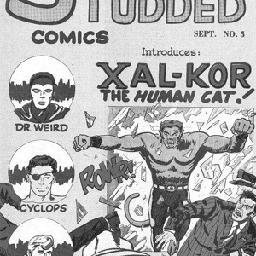 STUDDED
COMICS
SEPT. NO. 5
Introduces:
XAL-KOR
THE HUMAN CAT!
DR WEIRD
CYCLOPS